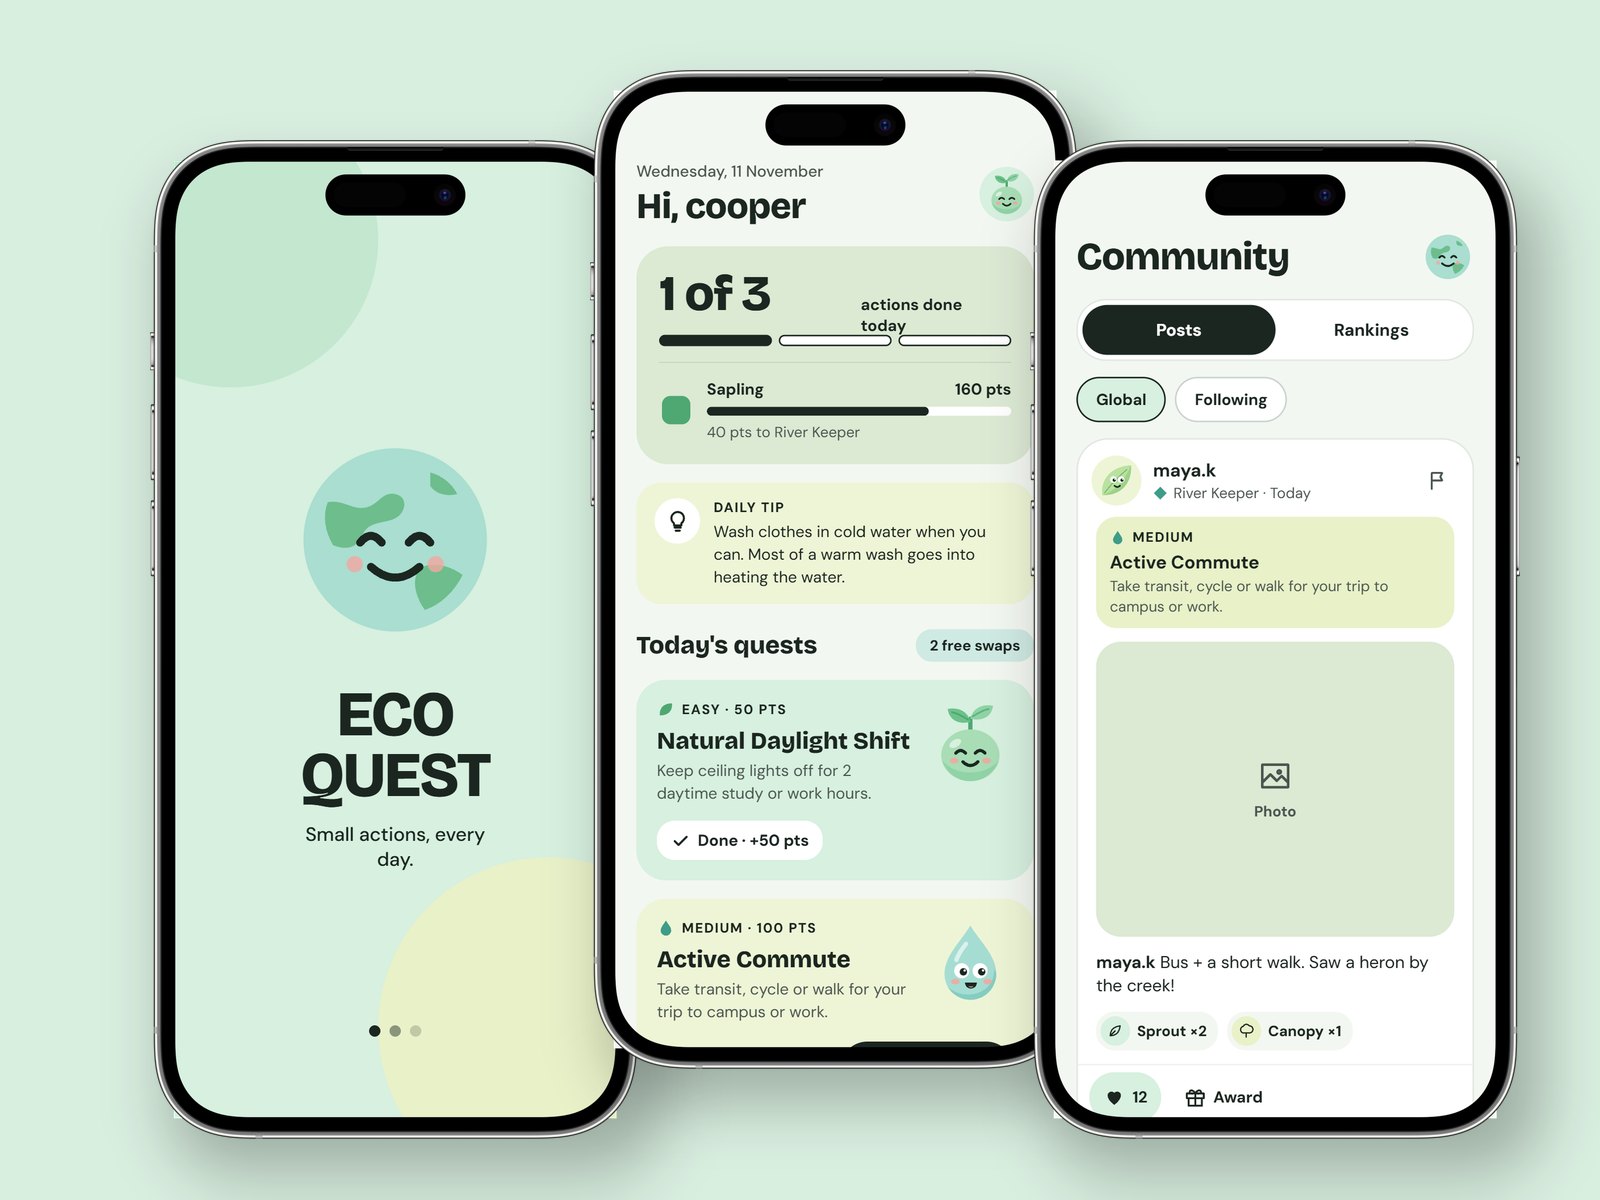 ECO
QUEST
Small actions, every
day.
Wednesday, 11 November
Hi, cooper
1 of 3
actions done
today
Sapling
160 pts
40 pts to River Keeper
DAILY TIP
Wash clothes in cold water when you
can. Most of a warm wash goes into
heating the water.
Today's quests
2 free swaps
EASY · 50 PTS
Natural Daylight Shift
Keep ceiling lights off for 2
daytime study or work hours.
Done · +50 pts
MEDIUM · 100 PTS
Active Commute
Take transit, cycle or walk for your
trip to campus or work.
Community
Posts
Rankings
Global
Following
maya.k
River Keeper · Today
MEDIUM
Active Commute
Take transit, cycle or walk for your trip to
campus or work.
Photo
maya.k Bus + a short walk. Saw a heron by
the creek!
Sprout ×2
Canopy ×1
12
Award